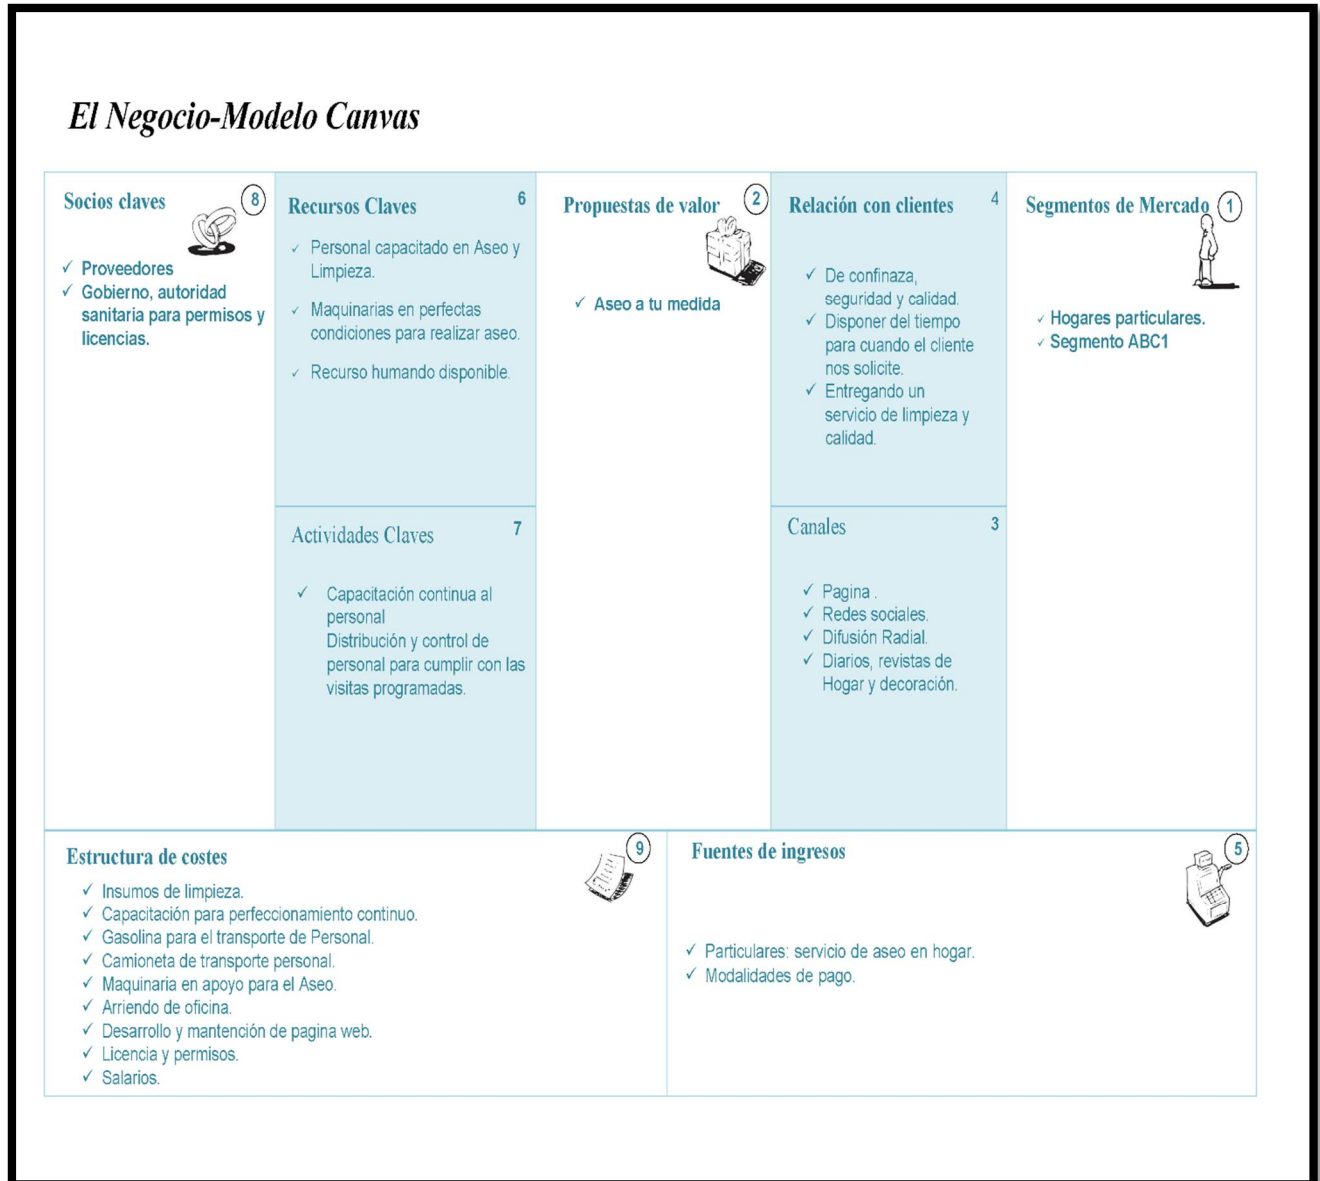 El Negocio-Modelo Canvas
Socios claves
8
✓ Proveedores
✓ Gobierno, autoridad
sanitaria para permisos y
licencias.
Recursos Claves
6
✓ Personal capacitado en Aseo y
Limpieza.
✓ Maquinarias en perfectas
condiciones para realizar aseo.
✓ Recurso humando disponible.
Actividades Claves
7
✓ Capacitación continua al
personal
Distribución y control de
personal para cumplir con las
visitas programadas.
Propuestas de valor
2
✓ Aseo a tu medida
Relación con clientes
4
✓ De confinaza,
seguridad y calidad.
✓ Disponer del tiempo
para cuando el cliente
nos solicite.
✓ Entregando un
servicio de limpieza y
calidad.
Canales
3
✓ Pagina .
✓ Redes sociales.
✓ Difusión Radial.
✓ Diarios, revistas de
Hogar y decoración.
Segmentos de Mercado
1
✓ Hogares particulares.
✓ Segmento ABC1
Estructura de costes
9
✓ Insumos de limpieza.
✓ Capacitación para perfeccionamiento continuo.
✓ Gasolina para el transporte de Personal.
✓ Camioneta de transporte personal.
✓ Maquinaria en apoyo para el Aseo.
✓ Arriendo de oficina.
✓ Desarrollo y mantención de pagina web.
✓ Licencia y permisos.
✓ Salarios.
Fuentes de ingresos
5
✓ Particulares: servicio de aseo en hogar.
✓ Modalidades de pago.